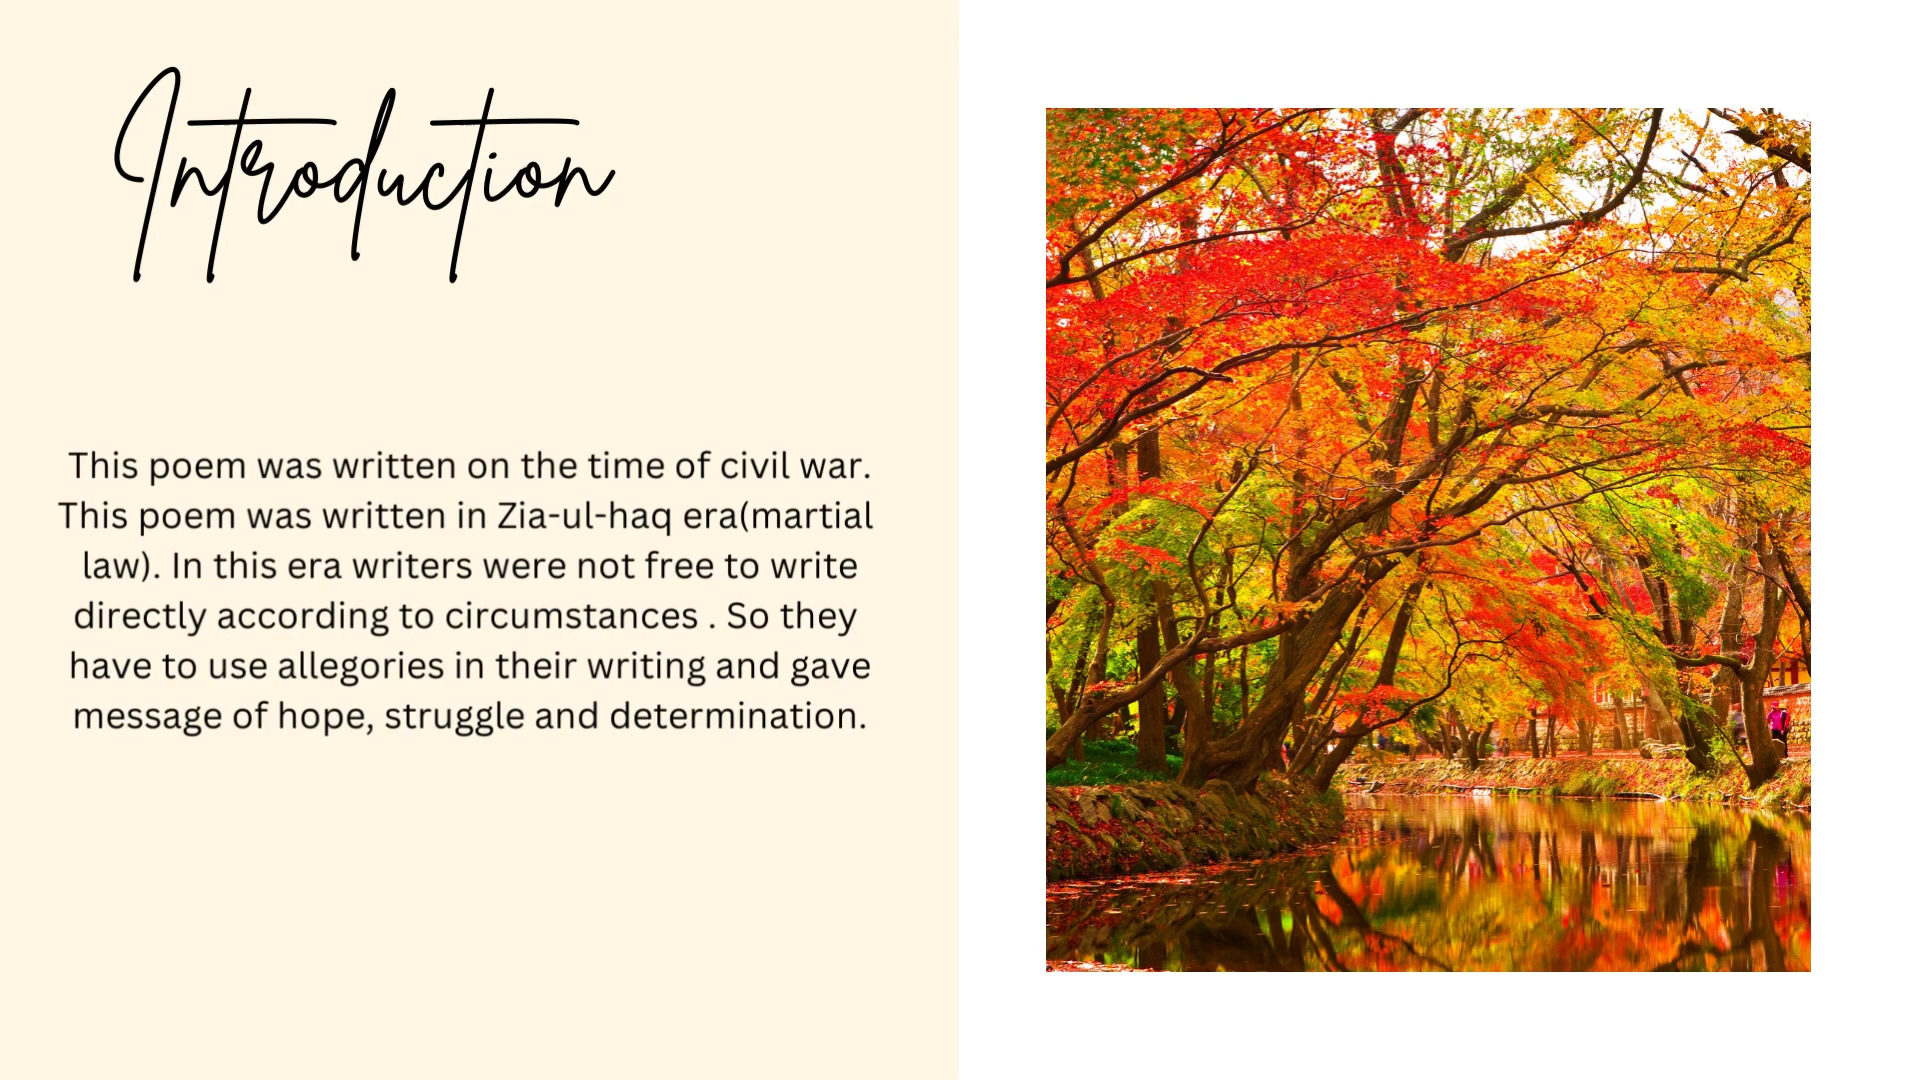 Introduction
This poem was written on the time of civil war.
This poem was written in Zia-ul-haq era(martial
law). In this era writers were not free to write
directly according to circumstances . So they
have to use allegories in their writing and gave
message of hope, struggle and determination.